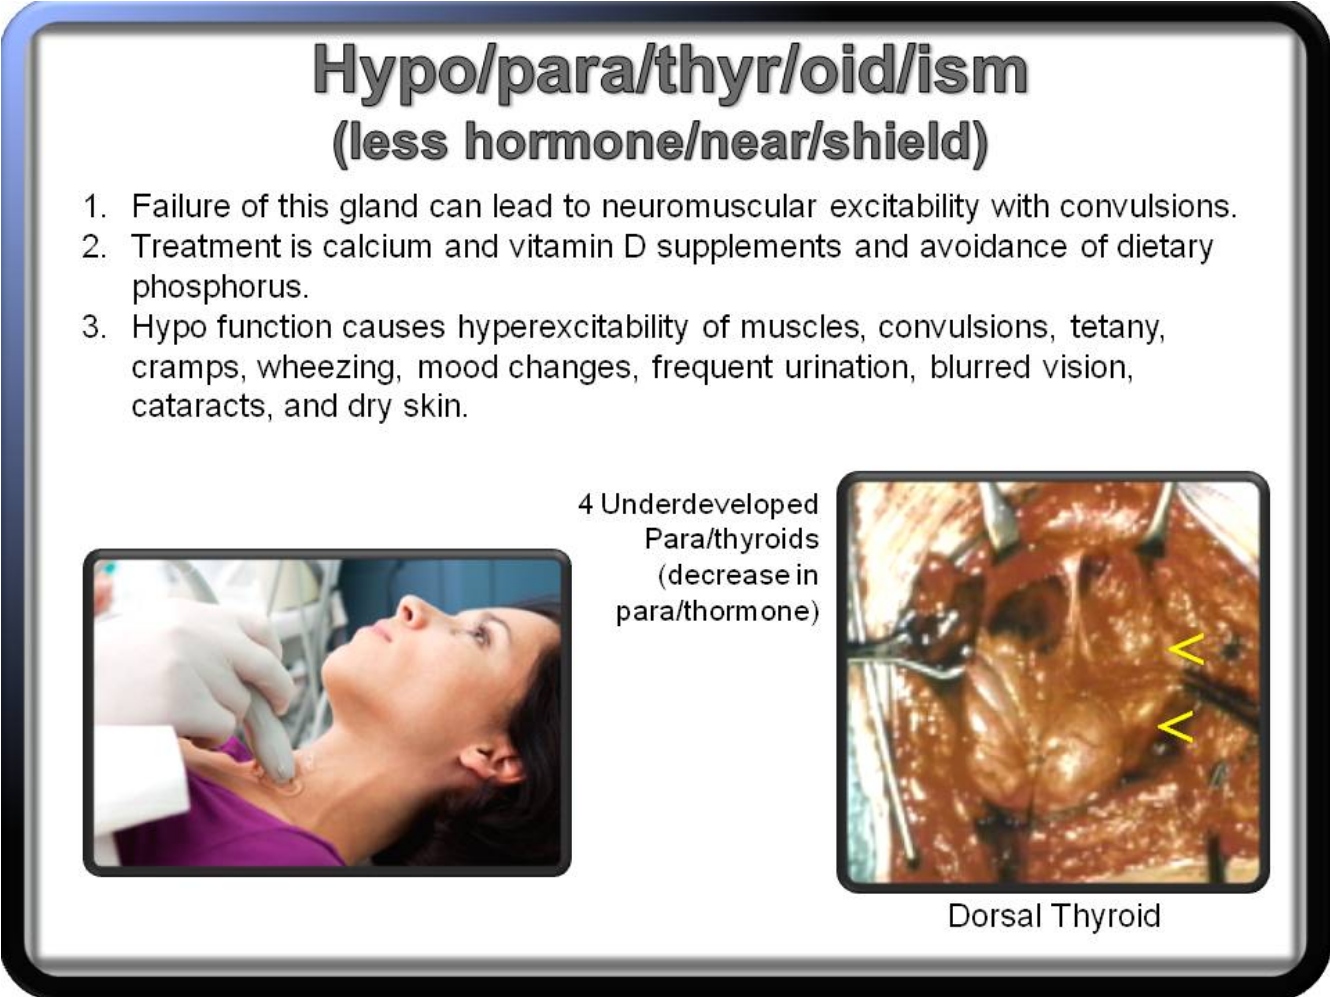 Hypo/para/thyr/oid/ism
(less hormone/near/shield)
1. Failure of this gland can lead to neuromuscular excitability with convulsions.
2. Treatment is calcium and vitamin D supplements and avoidance of dietary
phosphorus.
3. Hypo function causes hyperexcitability of muscles, convulsions, tetany,
cramps, wheezing, mood changes, frequent urination, blurred vision,
cataracts, and dry skin.
4 Underdeveloped
Para/thyroids
(decrease in
para/thormone)
<
<
Dorsal Thyroid